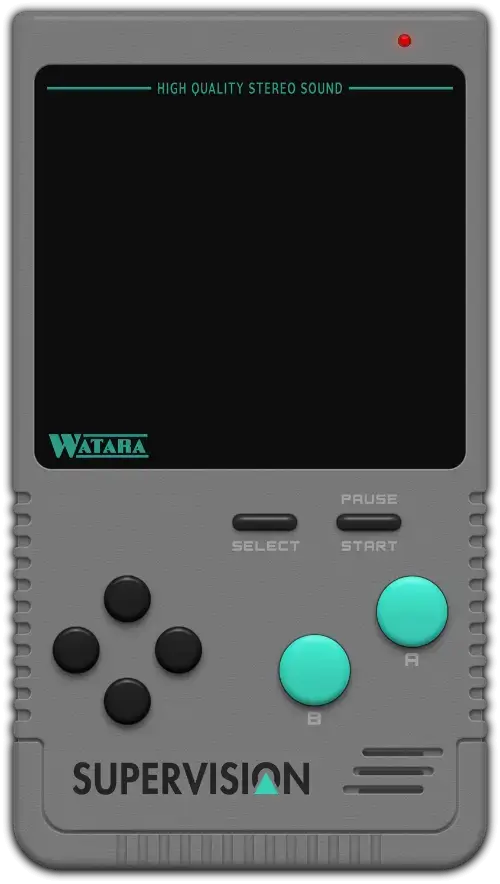 HIGH QUALITY STEREO SOUND
WATARA
PAUSE
SELECT
START
A
B
SUPERVISION